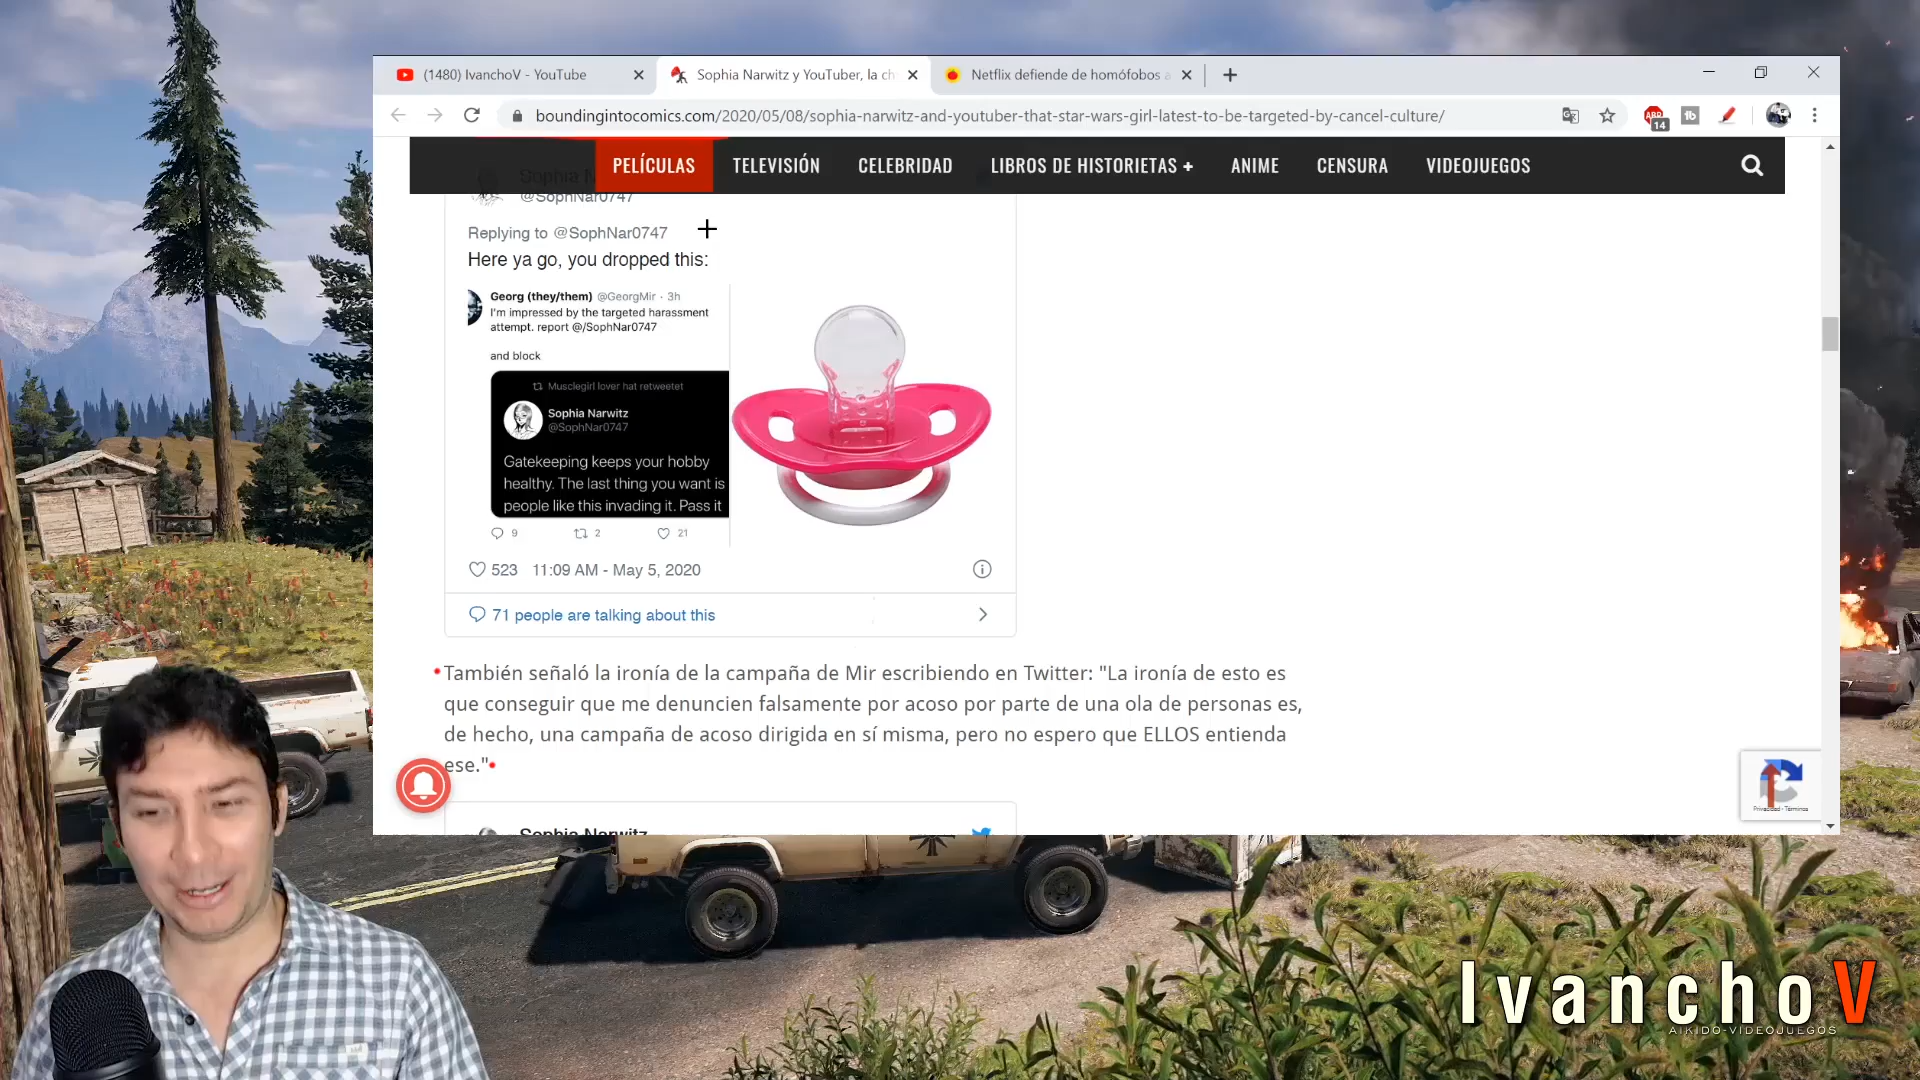 (1480) IvanchoV - YouTube
Sophia Narwitz y YouTuber, la ch
Netflix defiende de homófobos a
boundingintocomics.com/2020/05/08/sophia-narwitz-and-youtuber-that-star-wars-girl-latest-to-be-targeted-by-cancel-culture/
ABP
14
PELÍCULAS
TELEVISIÓN
CELEBRIDAD
LIBROS DE HISTORIETAS +
ANIME
CENSURA
VIDEOJUEGOS
Sophia N
@SophNar0747
Replying to @SophNar0747
Here ya go, you dropped this:
Georg (they/them) @GeorgMir · 3h
I'm impressed by the targeted harassment
attempt. report @/SophNar0747
and block
Musclegirl lover hat retweetet
Sophia Narwitz
@SophNar0747
Gatekeeping keeps your hobby
healthy. The last thing you want is
people like this invading it. Pass it
9 2 21
523 11:09 AM - May 5, 2020
71 people are talking about this
También señaló la ironía de la campaña de Mir escribiendo en Twitter: "La ironía de esto es
que conseguir que me denuncien falsamente por acoso por parte de una ola de personas es,
de hecho, una campaña de acoso dirigida en sí misma, pero no espero que ELLOS entienda
ese."
Sophia Narwitz
Privacidad - Términos
IvanchoV
AIKIDO-VIDEOJUEGOS